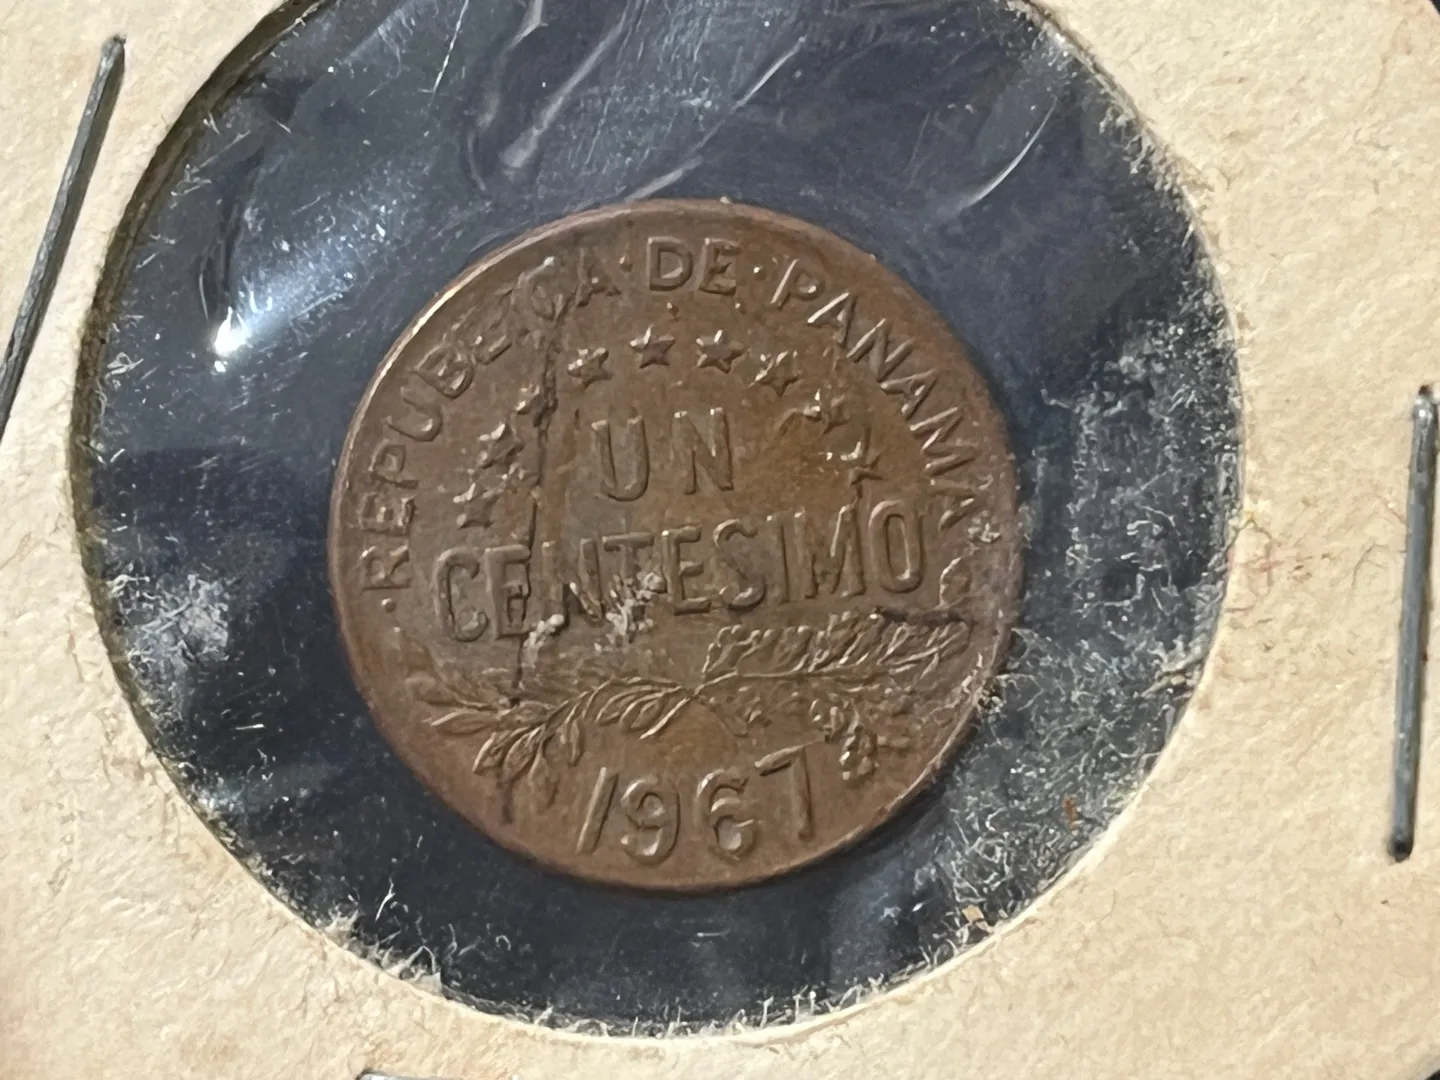 ·REPUBLICA·DE·PANAMA·
UN
CENTESIMO
1967